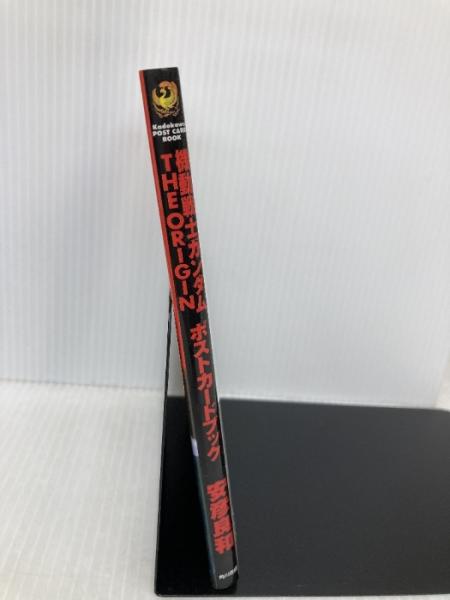 Kadokawa
POST CARD
BOOK
機動戦士ガンダム
THE ORIGIN
ポストカードブック
安彦良和